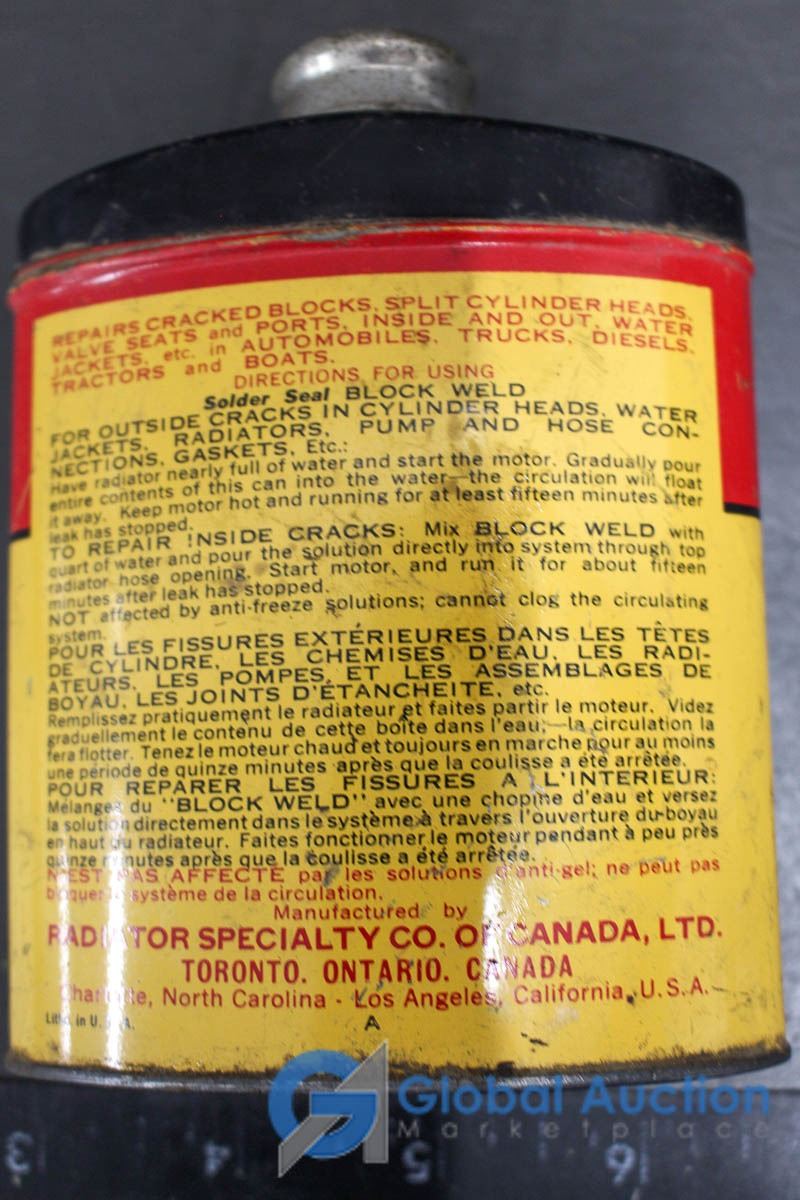 REPAIRS CRACKED BLOCKS, SPLIT CYLINDER HEADS,
VALVE SEATS and PORTS, INSIDE AND OUT, WATER
JACKETS, etc. in AUTOMOBILES, TRUCKS, DIESELS,
TRACTORS and BOATS.
DIRECTIONS FOR USING
Solder Seal BLOCK WELD
FOR OUTSIDE CRACKS IN CYLINDER HEADS, WATER
JACKETS, RADIATORS, PUMP AND HOSE CON-
NECTIONS, GASKETS, Etc.:
Have radiator nearly full of water and start the motor. Gradually pour
entire contents of this can into the water—the circulation will float
it away. Keep motor hot and running for at least fifteen minutes after
leak has stopped.
TO REPAIR INSIDE CRACKS: Mix BLOCK WELD with
quart of water and pour the solution directly into system through top
radiator hose opening. Start motor, and run it for about fifteen
minutes after leak has stopped.
NOT affected by anti-freeze solutions; cannot clog the circulating
system.
POUR LES FISSURES EXTÉRIEURES DANS LES TÊTES
DE CYLINDRE, LES CHEMISES D'EAU, LES RADI-
ATEURS, LES POMPES, ET LES ASSEMBLAGES DE
BOYAU, LES JOINTS D'ÉTANCHEITE, etc.
Remplissez pratiquement le radiateur et faites partir le moteur. Videz
graduellement le contenu de cette boîte dans l'eau;—la circulation la
fera flotter. Tenez le moteur chaud et toujours en marche pour au moins
une période de quinze minutes après que la coulisse a été arrêtée.
POUR REPARER LES FISSURES A L'INTERIEUR:
Mélangez du "BLOCK WELD" avec une chopine d'eau et versez
la solution directement dans le système à travers l'ouverture du boyau
en haut du radiateur. Faites fonctionner le moteur pendant à peu près
quinze minutes après que la coulisse a été arrêtée.
N'EST PAS AFFECTÉ par les solutions d'anti-gel; ne peut pas
bloquer le système de la circulation.
Manufactured by
RADIATOR SPECIALTY CO. OF CANADA, LTD.
TORONTO, ONTARIO, CANADA
Charlotte, North Carolina - Los Angeles, California, U.S.A.
Litho. in U.S.A.
A
Global Auction
Marketplace
3 4 5 6